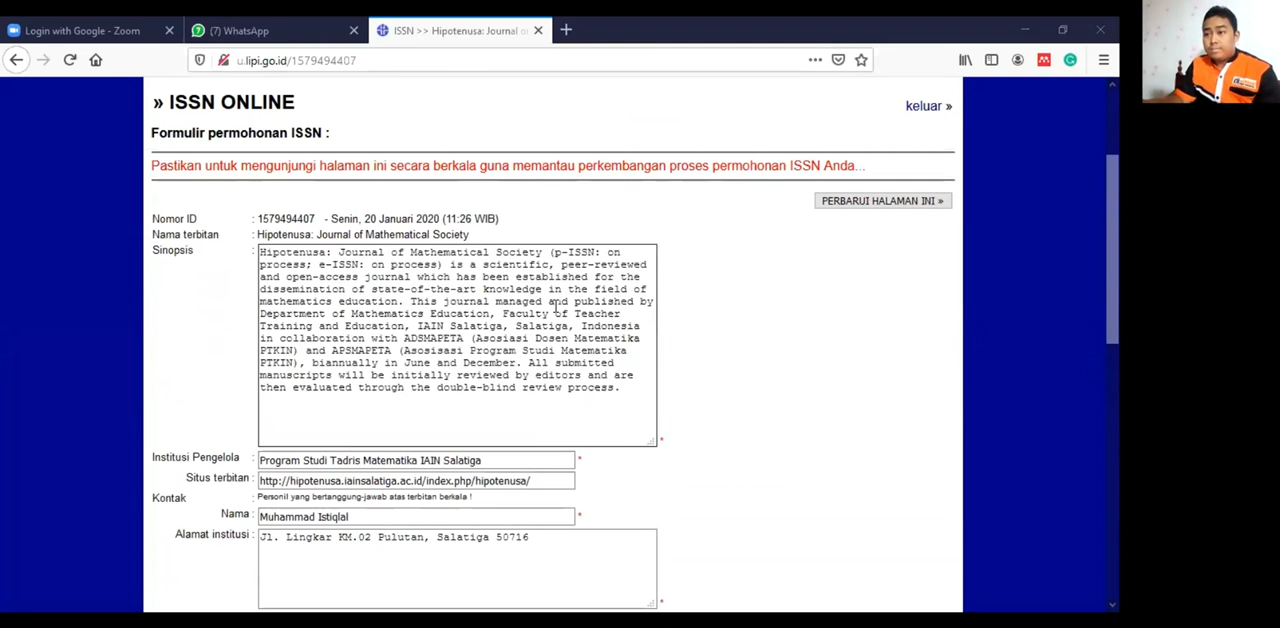 Login with Google - Zoom
(7) WhatsApp
ISSN >> Hipotenusa: Journal o
u.lipi.go.id/1579494407
» ISSN ONLINE
keluar »
Formulir permohonan ISSN :
Pastikan untuk mengunjungi halaman ini secara berkala guna memantau perkembangan proses permohonan ISSN Anda...
PERBARUI HALAMAN INI »
Nomor ID : 1579494407 - Senin, 20 Januari 2020 (11:26 WIB)
Nama terbitan : Hipotenusa: Journal of Mathematical Society
Sinopsis :
Hipotenusa: Journal of Mathematical Society (p-ISSN: on
process; e-ISSN: on process) is a scientific, peer-reviewed
and open-access journal which has been established for the
dissemination of state-of-the-art knowledge in the field of
mathematics education. This journal managed and published by
Department of Mathematics Education, Faculty of Teacher
Training and Education, IAIN Salatiga, Salatiga, Indonesia
in collaboration with ADSMAPETA (Asosiasi Dosen Matematika
PTKIN) and APSMAPETA (Asosisasi Program Studi Matematika
PTKIN), biannually in June and December. All submitted
manuscripts will be initially reviewed by editors and are
then evaluated through the double-blind review process.
*
Institusi Pengelola : Program Studi Tadris Matematika IAIN Salatiga *
Situs terbitan : http://hipotenusa.iainsalatiga.ac.id/index.php/hipotenusa/
Kontak : Personil yang bertanggung-jawab atas terbitan berkala !
Nama : Muhammad Istiqlal *
Alamat institusi : Jl. Lingkar KM.02 Pulutan, Salatiga 50716
*